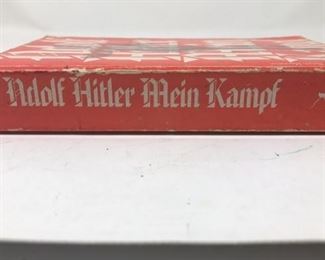 Adolf Hitler Mein Kampf